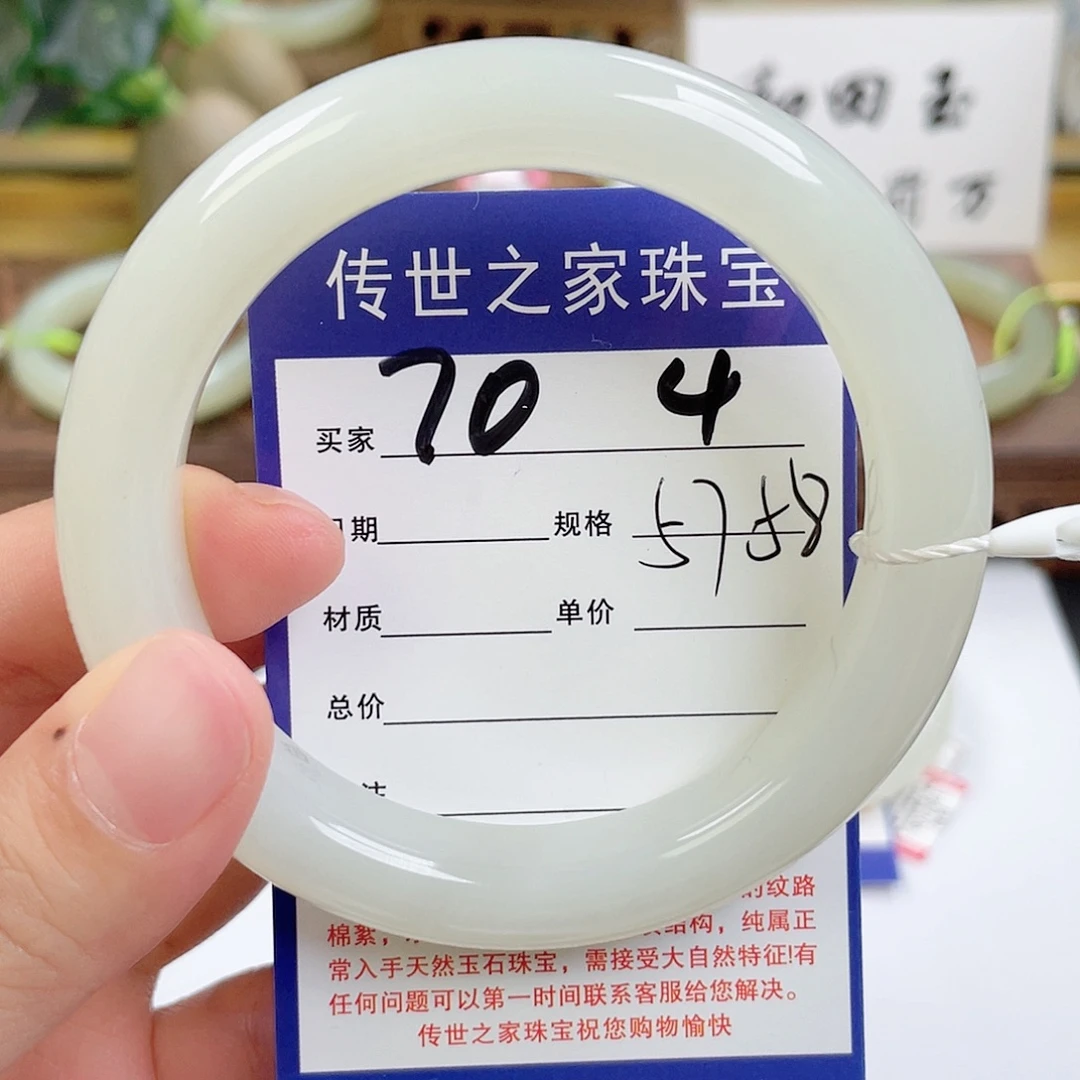 田玉
万
传世之家珠宝
买家 70 4
期 规格 5758
材质 单价
总价
的纹路
棉絮，结构，纯属正
常入手天然玉石珠宝，需接受大自然特征!有
任何问题可以第一时间联系客服给您解决。
传世之家珠宝祝您购物愉快